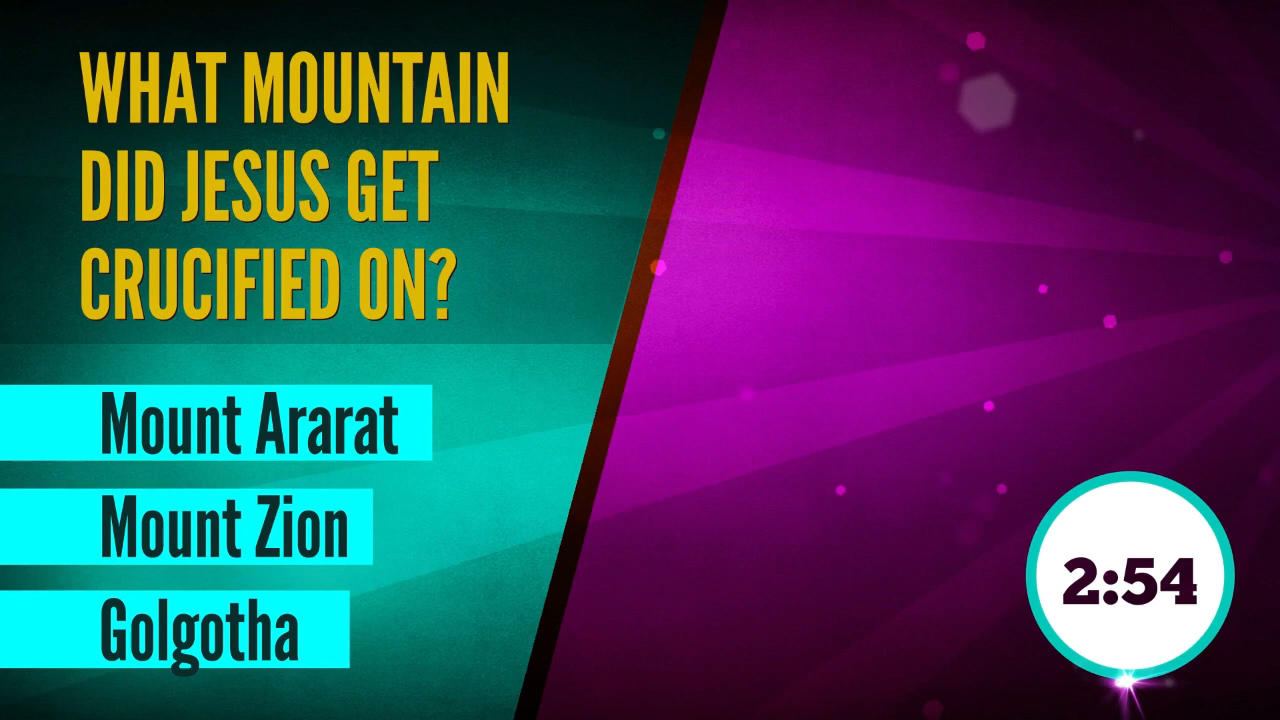 WHAT MOUNTAIN
DID JESUS GET
CRUCIFIED ON?
Mount Ararat
Mount Zion
Golgotha
2:54